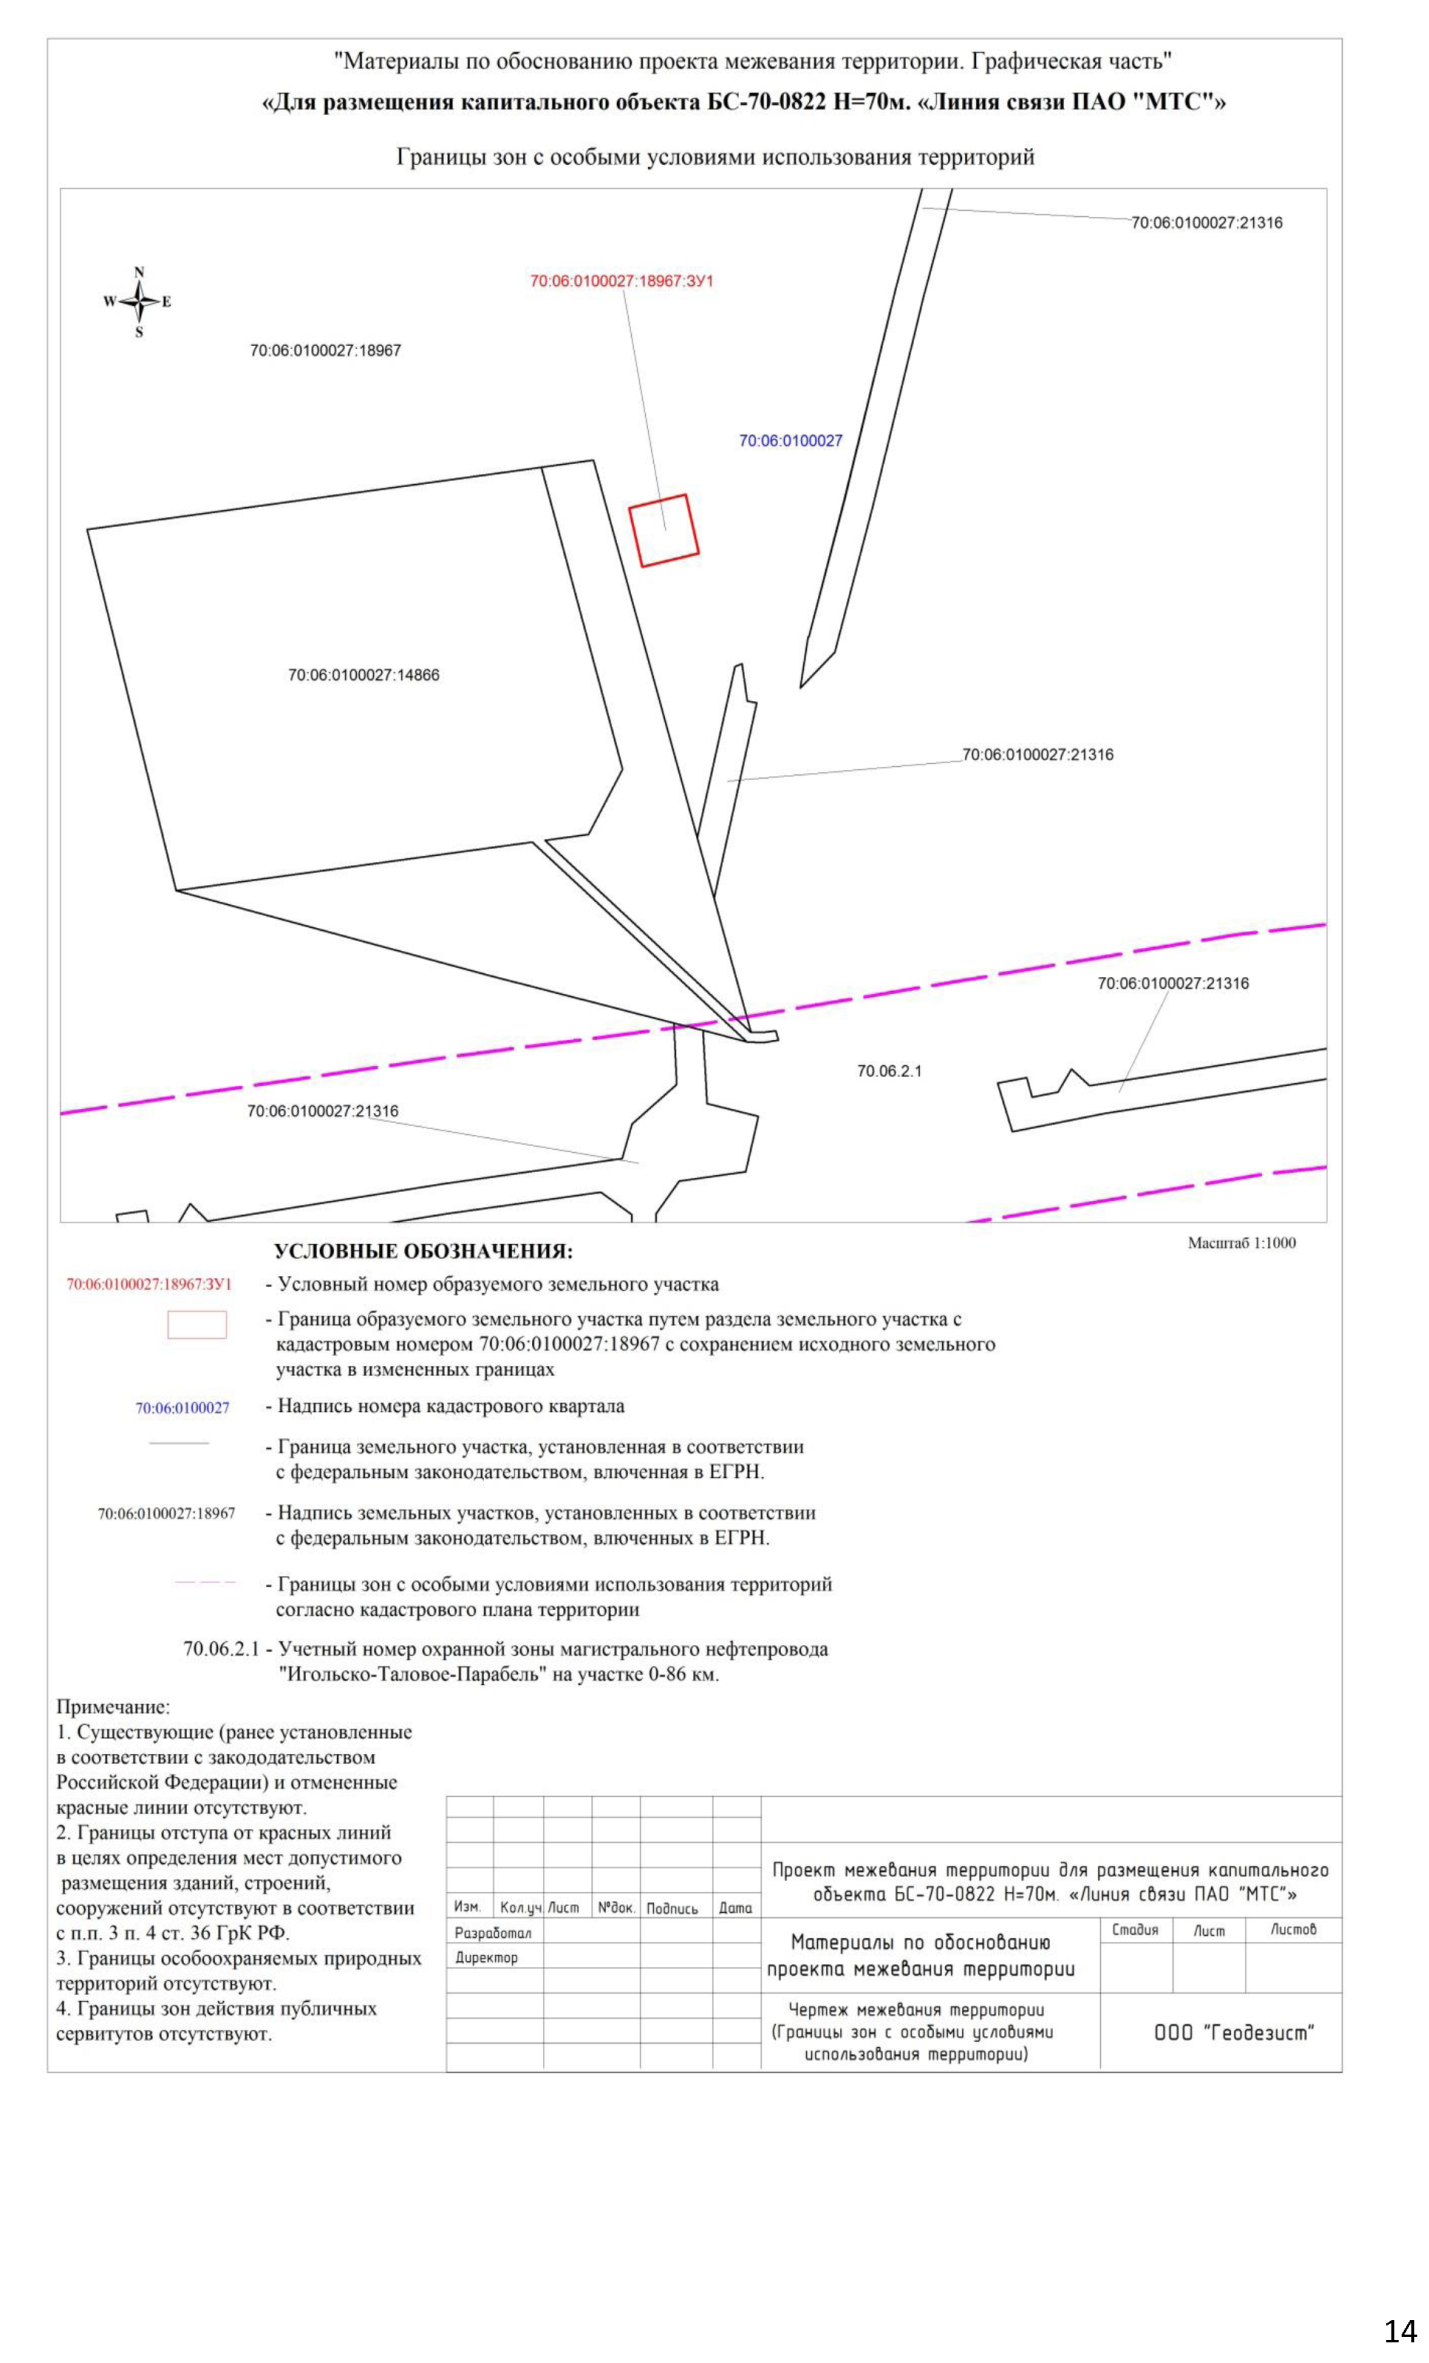 "Материалы по обоснованию проекта межевания территории. Графическая часть"
«Для размещения капитального объекта БС-70-0822 Н=70м. «Линия связи ПАО "МТС"»
Границы зон с особыми условиями использования территорий
70:06:0100027:21316
N
W E
S
70:06:0100027:18967:ЗУ1
70:06:0100027:18967
70:06:0100027
70:06:0100027:14866
70:06:0100027:21316
70:06:0100027:21316
70.06.2.1
70:06:0100027:21316
Масштаб 1:1000
УСЛОВНЫЕ ОБОЗНАЧЕНИЯ:
70:06:0100027:18967:ЗУ1 - Условный номер образуемого земельного участка
- Граница образуемого земельного участка путем раздела земельного участка с
кадастровым номером 70:06:0100027:18967 с сохранением исходного земельного
участка в измененных границах
70:06:0100027 - Надпись номера кадастрового квартала
- Граница земельного участка, установленная в соответствии
с федеральным законодательством, влюченная в ЕГРН.
70:06:0100027:18967 - Надпись земельных участков, установленных в соответствии
с федеральным законодательством, влюченных в ЕГРН.
- Границы зон с особыми условиями использования территорий
согласно кадастрового плана территории
70.06.2.1 - Учетный номер охранной зоны магистрального нефтепровода
"Игольско-Таловое-Парабель" на участке 0-86 км.
Примечание:
1. Существующие (ранее установленные
в соответствии с закододательством
Российской Федерации) и отмененные
красные линии отсутствуют.
2. Границы отступа от красных линий
в целях определения мест допустимого
размещения зданий, строений,
сооружений отсутствуют в соответствии
с п.п. 3 п. 4 ст. 36 ГрК РФ.
3. Границы особоохраняемых природных
территорий отсутствуют.
4. Границы зон действия публичных
сервитутов отсутствуют.
Изм. Кол.уч Лист №док. Подпись Дата
Разработал
Директор
Проект межевания территории для размещения капитального
объекта БС-70-0822 Н=70м. «Линия связи ПАО "МТС"»
Материалы по обоснованию
проекта межевания территории
Стадия Лист Листов
Чертеж межевания территории
(Границы зон с особыми условиями
использования территории)
ООО "Геодезист"
14